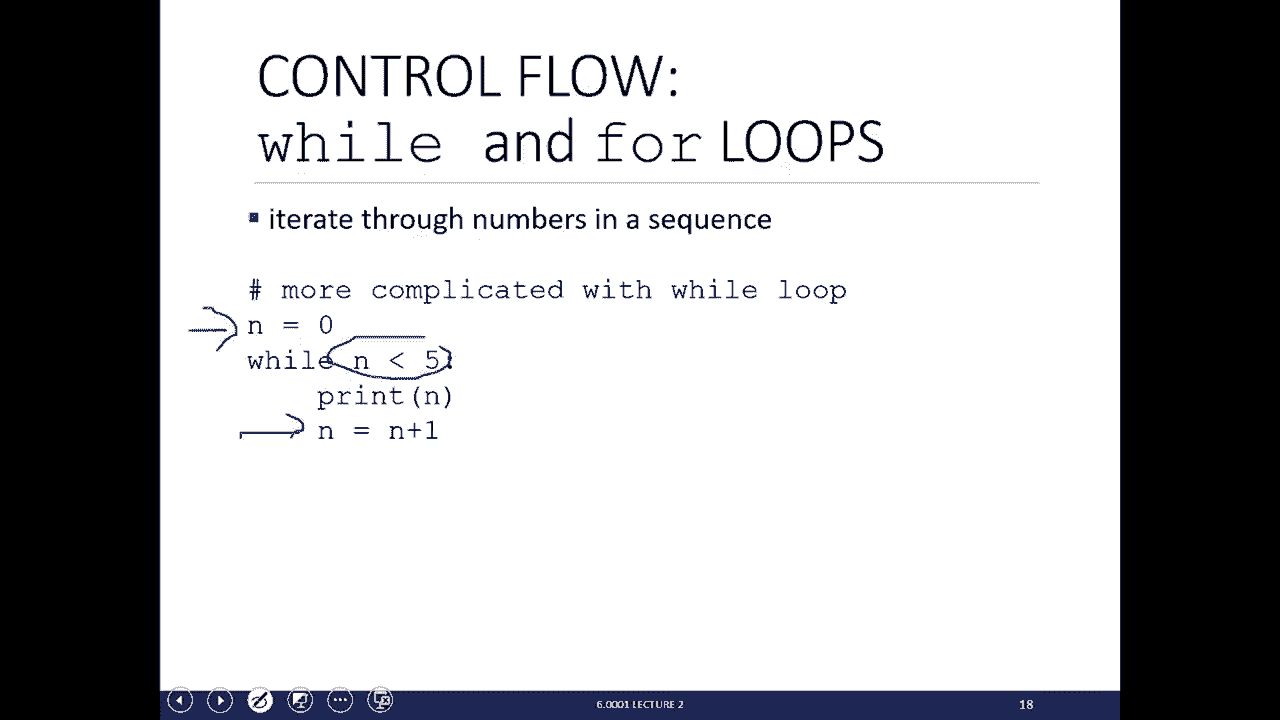 CONTROL FLOW:
while and for LOOPS
▪ iterate through numbers in a sequence
# more complicated with while loop
n = 0
while n < 5:
    print(n)
    n = n+1
6.0001 LECTURE 2
18